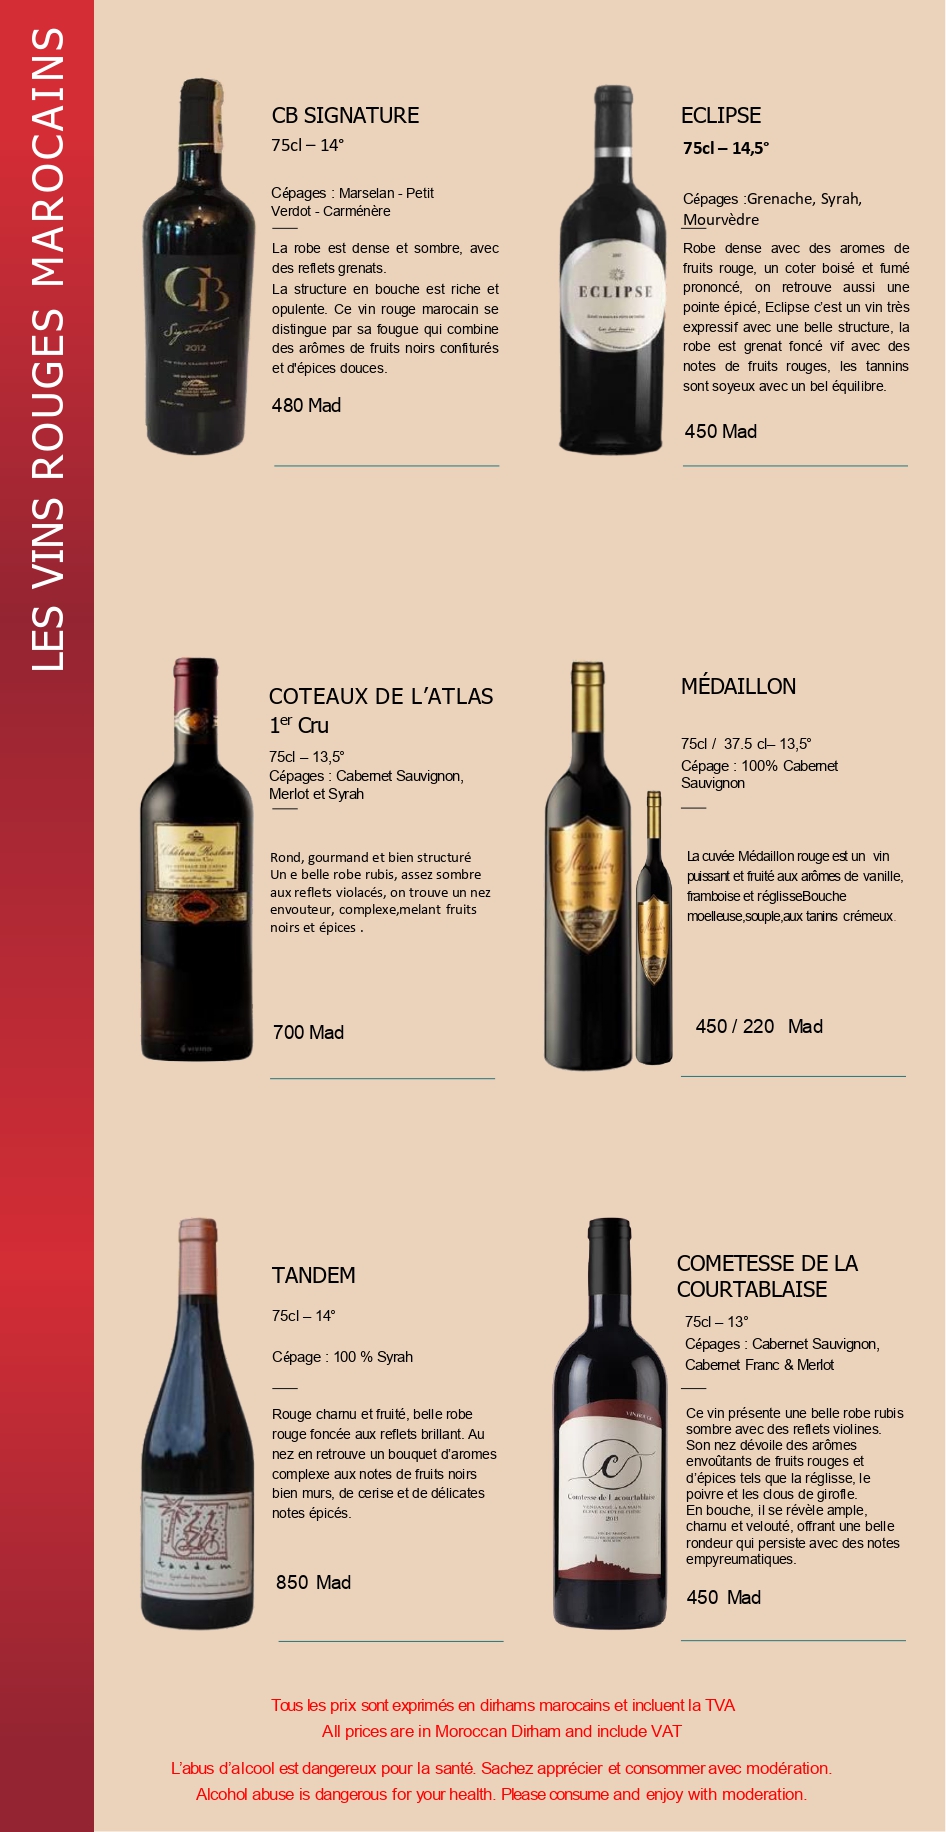 LES VINS ROUGES MAROCAINS
CB SIGNATURE
75cl – 14°
Cépages : Marselan - Petit
Verdot - Carménère
La robe est dense et sombre, avec
des reflets grenats.
La structure en bouche est riche et
opulente. Ce vin rouge marocain se
distingue par sa fougue qui combine
des arômes de fruits noirs confiturés
et d'épices douces.
480 Mad
CB
Signature
2012
ECLIPSE
75cl – 14,5°
Cépages :Grenache, Syrah,
Mourvèdre
Robe dense avec des aromes de
fruits rouge, un coter boisé et fumé
prononcé, on retrouve aussi une
pointe épicé, Eclipse c’est un vin très
expressif avec une belle structure, la
robe est grenat foncé vif avec des
notes de fruits rouges, les tannins
sont soyeux avec un bel équilibre.
450 Mad
ECLIPSE
COTEAUX DE L’ATLAS
1er Cru
75cl – 13,5°
Cépages : Cabernet Sauvignon,
Merlot et Syrah
Rond, gourmand et bien structuré
Un e belle robe rubis, assez sombre
aux reflets violacés, on trouve un nez
envouteur, complexe,melant fruits
noirs et épices .
700 Mad
MÉDAILLON
75cl / 37.5 cl– 13,5°
Cépage : 100% Cabernet
Sauvignon
La cuvée Médaillon rouge est un vin
puissant et fruité aux arômes de vanille,
framboise et réglisseBouche
moelleuse,souple,aux tanins crémeux.
450 / 220 Mad
TANDEM
75cl – 14°
Cépage : 100 % Syrah
Rouge charnu et fruité, belle robe
rouge foncée aux reflets brillant. Au
nez en retrouve un bouquet d’aromes
complexe aux notes de fruits noirs
bien murs, de cerise et de délicates
notes épicés.
850 Mad
tandem
COMETESSE DE LA
COURTABLAISE
75cl – 13°
Cépages : Cabernet Sauvignon,
Cabernet Franc & Merlot
Ce vin présente une belle robe rubis
sombre avec des reflets violines.
Son nez dévoile des arômes
envoûtants de fruits rouges et
d’épices tels que la réglisse, le
poivre et les clous de girofle.
En bouche, il se révèle ample,
charnu et velouté, offrant une belle
rondeur qui persiste avec des notes
empyreumatiques.
450 Mad
VIN ROUGE
C
Comtesse de Lacourtablaise
Tous les prix sont exprimés en dirhams marocains et incluent la TVA
All prices are in Moroccan Dirham and include VAT
L’abus d’alcool est dangereux pour la santé. Sachez apprécier et consommer avec modération.
Alcohol abuse is dangerous for your health. Please consume and enjoy with moderation.